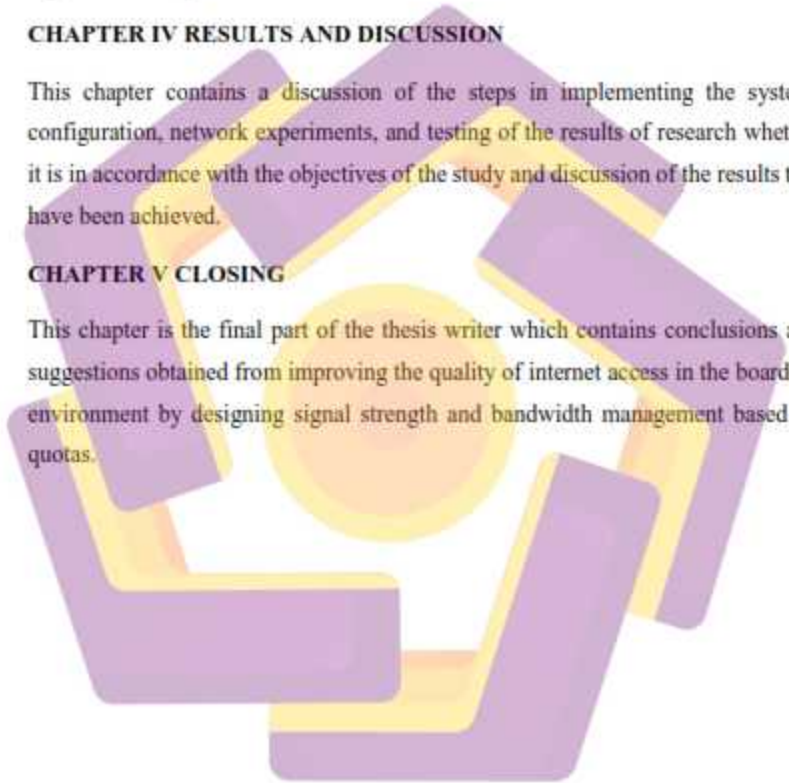 CHAPTER IV RESULTS AND DISCUSSION
This chapter contains a discussion of the steps in implementing the syste
configuration, network experiments, and testing of the results of research whet
it is in accordance with the objectives of the study and discussion of the results t
have been achieved.
CHAPTER V CLOSING
This chapter is the final part of the thesis writer which contains conclusions a
suggestions obtained from improving the quality of internet access in the board
environment by designing signal strength and bandwidth management based
quotas.